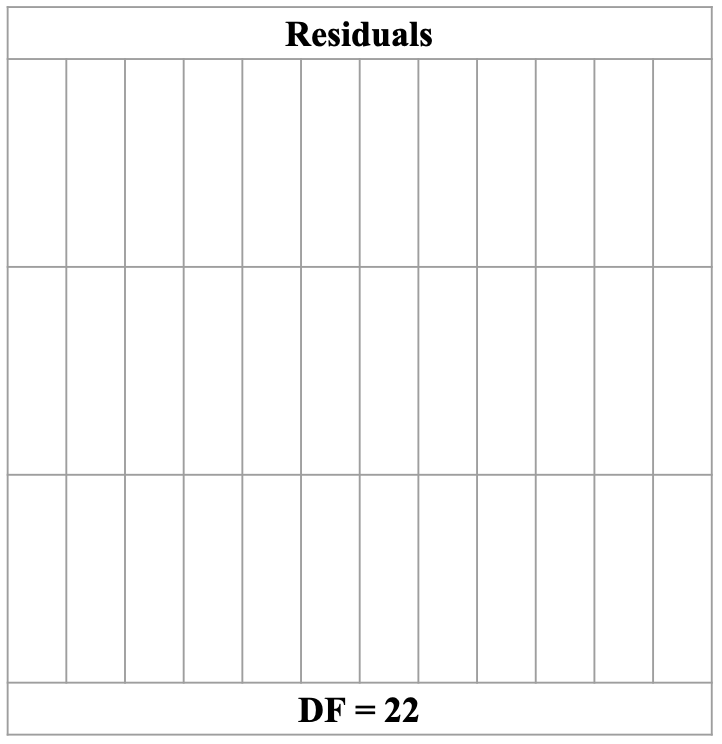 Residuals
DF = 22